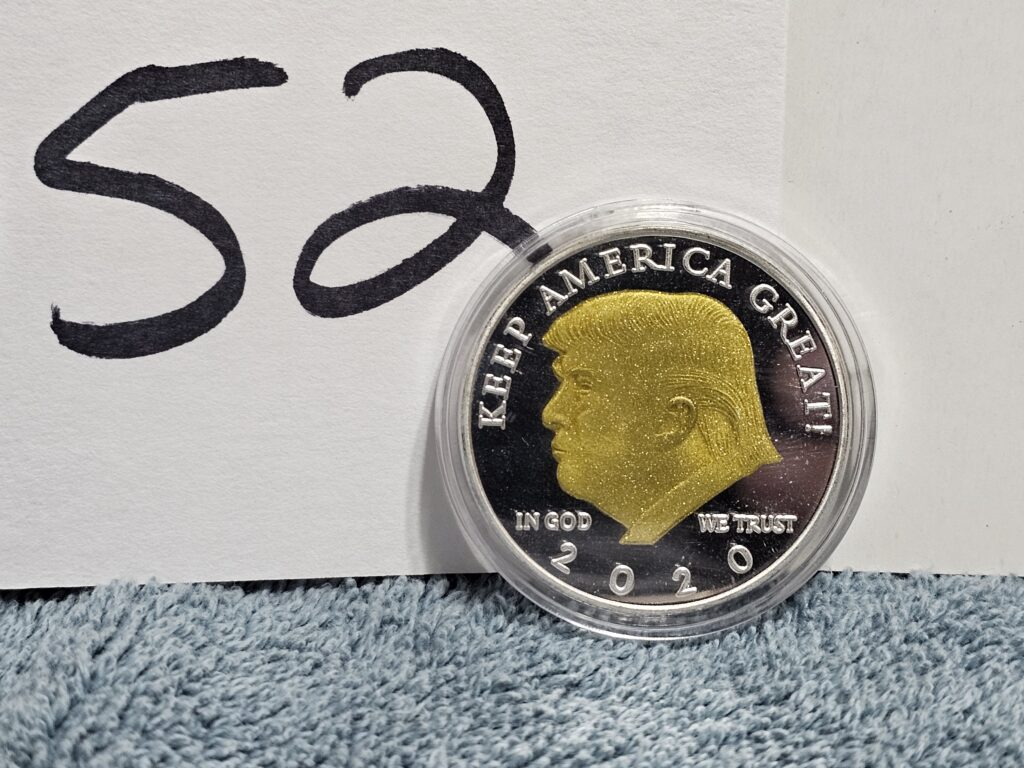 52
KEEP AMERICA GREAT!
IN GOD WE TRUST
2020